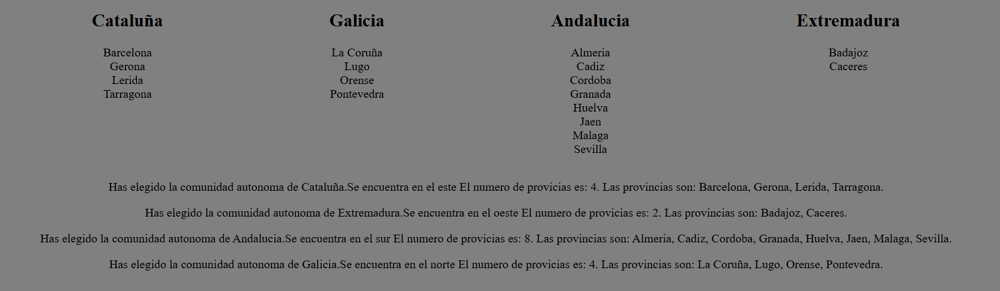 Cataluña
Barcelona
Gerona
Lerida
Tarragona
Galicia
La Coruña
Lugo
Orense
Pontevedra
Andalucia
Almeria
Cadiz
Cordoba
Granada
Huelva
Jaen
Malaga
Sevilla
Extremadura
Badajoz
Caceres
Has elegido la comunidad autonoma de Cataluña.Se encuentra en el este El numero de provicias es: 4. Las provincias son: Barcelona, Gerona, Lerida, Tarragona.
Has elegido la comunidad autonoma de Extremadura.Se encuentra en el oeste El numero de provicias es: 2. Las provincias son: Badajoz, Caceres.
Has elegido la comunidad autonoma de Andalucia.Se encuentra en el sur El numero de provicias es: 8. Las provincias son: Almeria, Cadiz, Cordoba, Granada, Huelva, Jaen, Malaga, Sevilla.
Has elegido la comunidad autonoma de Galicia.Se encuentra en el norte El numero de provicias es: 4. Las provincias son: La Coruña, Lugo, Orense, Pontevedra.